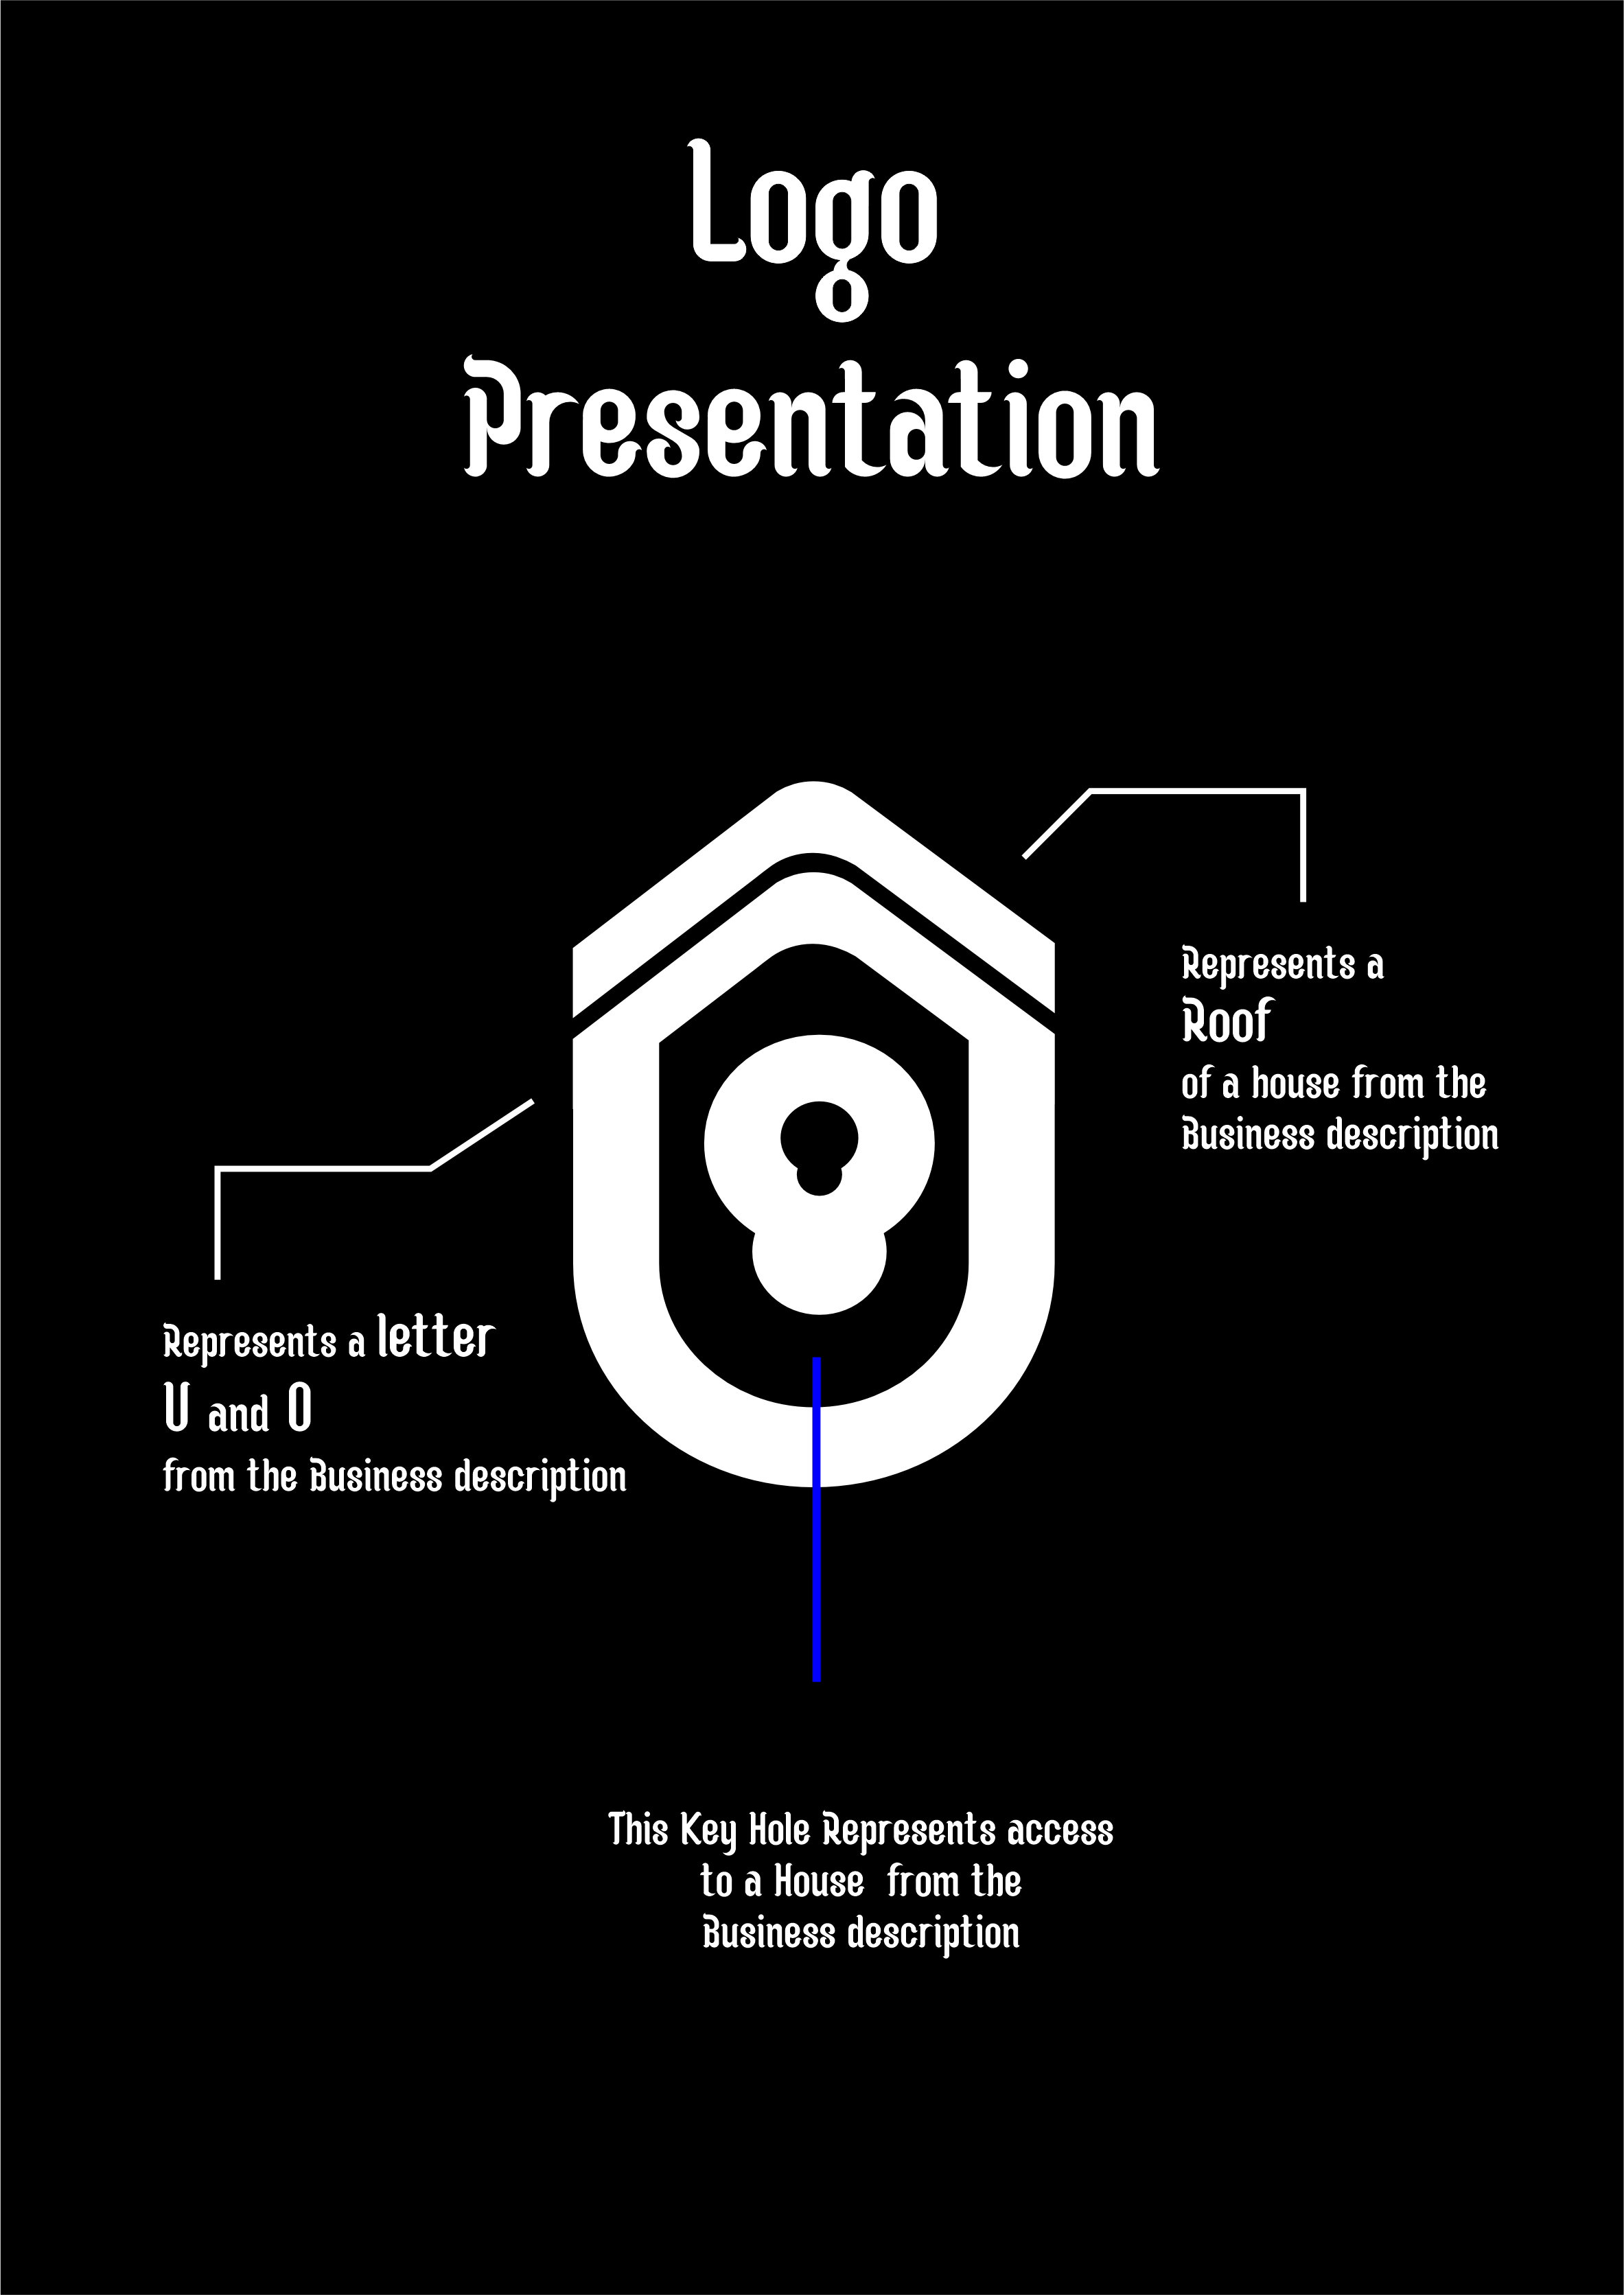 Logo
Presentation
Represents a
Roof
of a house from the
Business description
Represents a letter
U and O
from the Business description
This Key Hole Represents access
to a House from the
Business description